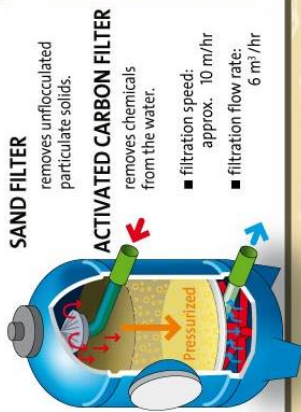 SAND FILTER
removes unflocculated
particulate solids.
ACTIVATED CARBON FILTER
removes chemicals
from the water.
■ filtration speed:
approx. 10 m/hr
■ filtration flow rate:
6 m³/hr
Pressurized